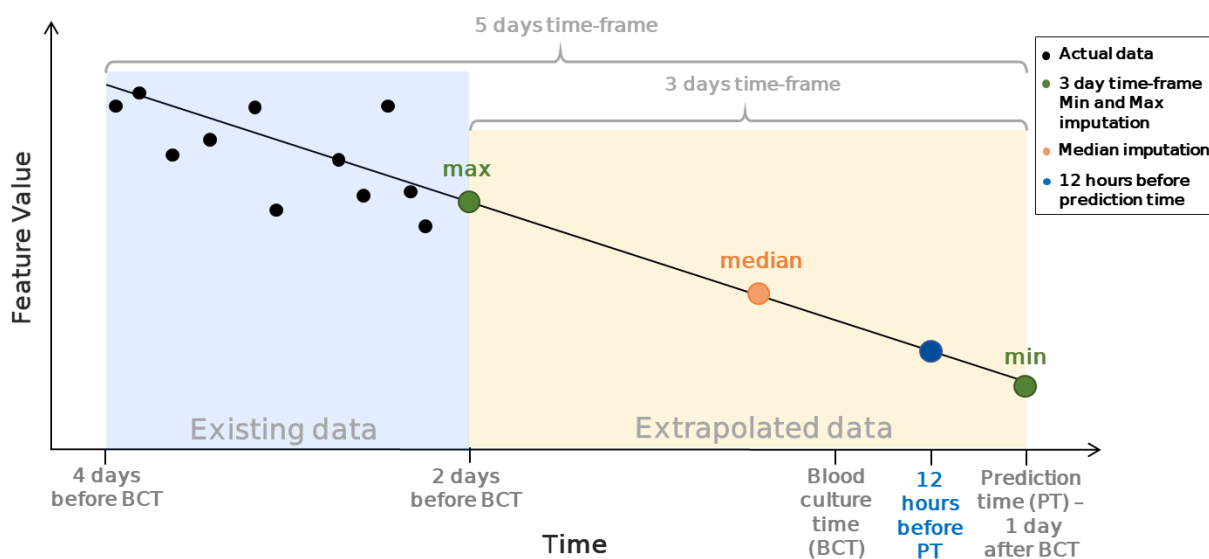 5 days time-frame
3 days time-frame
Actual data
3 day time-frame
Min and Max
imputation
Median imputation
12 hours before
prediction time
Feature Value
max
median
min
Existing data
Extrapolated data
4 days
before BCT
2 days
before BCT
Blood
culture
time
(BCT)
12
hours
before
PT
Prediction
time (PT) –
1 day
after BCT
Time